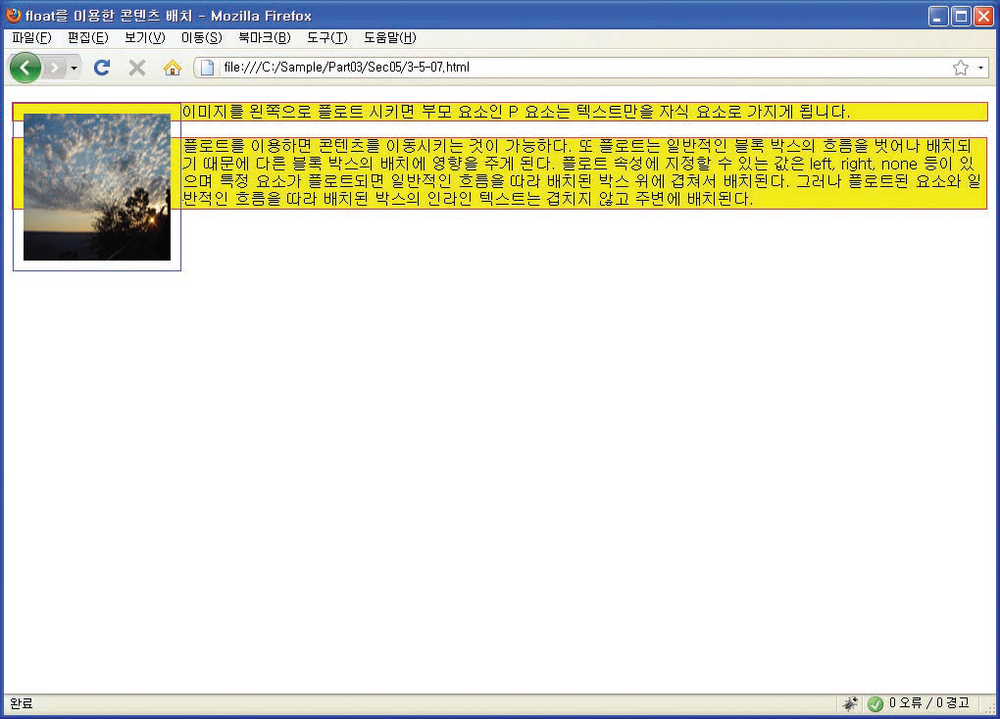 float를 이용한 콘텐츠 배치 - Mozilla Firefox
파일(F) 편집(E) 보기(V) 이동(S) 북마크(B) 도구(T) 도움말(H)
file:///C:/Sample/Part03/Sec05/3-5-07.html
이미지를 왼쪽으로 플로트 시키면 부모 요소인 P 요소는 텍스트만을 자식 요소로 가지게 됩니다.
플로트를 이용하면 콘텐츠를 이동시키는 것이 가능하다. 또 플로트는 일반적인 블록 박스의 흐름을 벗어나 배치되
기 때문에 다른 블록 박스의 배치에 영향을 주게 된다. 플로트 속성에 지정할 수 있는 값은 left, right, none 등이 있
으며 특정 요소가 플로트되면 일반적인 흐름을 따라 배치된 박스 위에 겹쳐서 배치된다. 그러나 플로트된 요소와 일
반적인 흐름을 따라 배치된 박스의 인라인 텍스트는 겹치지 않고 주변에 배치된다.
완료 0 오류 / 0 경고